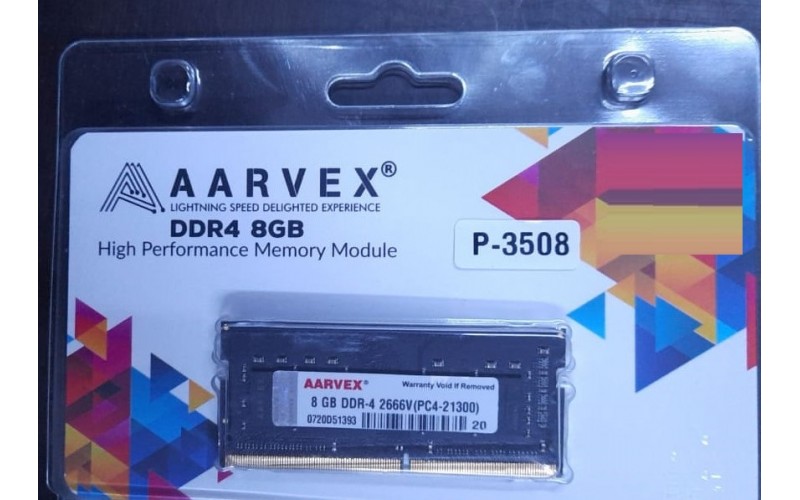 AARVEX®
LIGHTNING SPEED DELIGHTED EXPERIENCE
DDR4 8GB
High Performance Memory Module
P-3508
AARVEX® Warranty Void If Removed
8 GB DDR-4 2666V(PC4-21300)
0720D51393 20